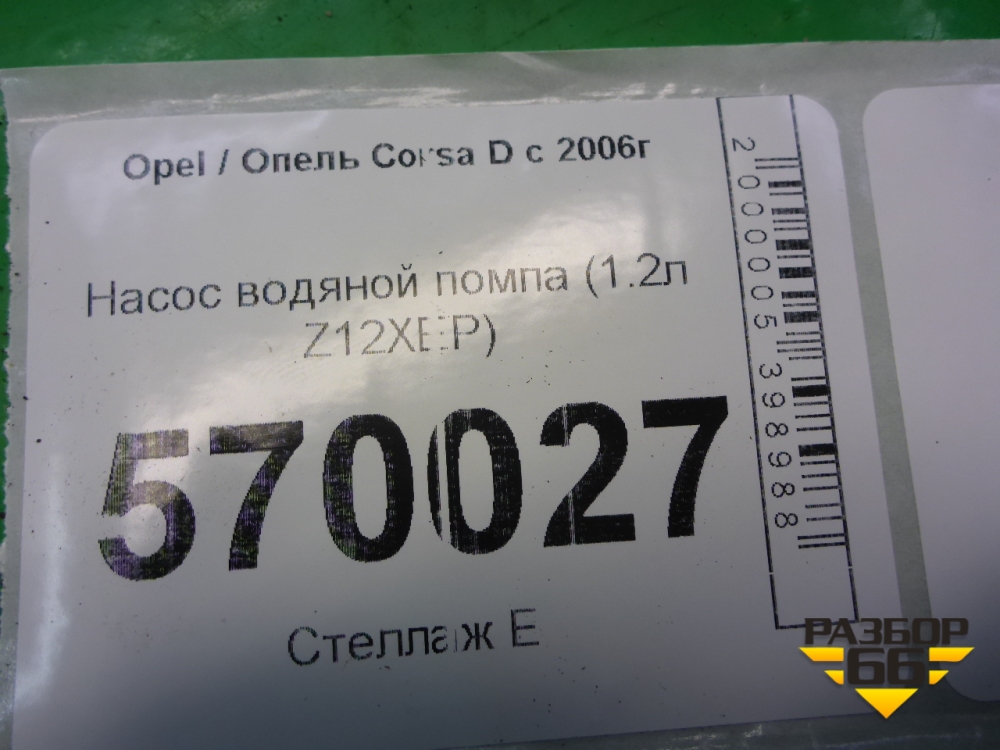 Opel / Опель Corsa D с 2006г
Насос водяной помпа (1.2л
Z12XEP)
570027
Стеллаж Е
2000005398988
РАЗБОР
66